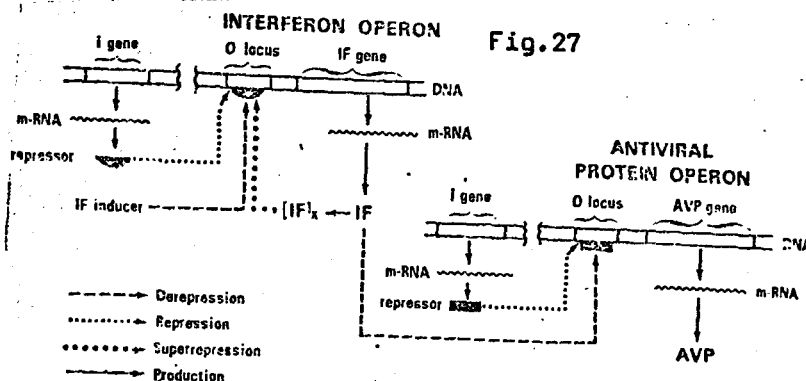 INTERFERON OPERON
Fig.27
i gene
O locus
IF gene
DNA
m-RNA
m-RNA
repressor
IF inducer
[IF]x
IF
ANTIVIRAL
PROTEIN OPERON
i gene
O locus
AVP gene
DNA
m-RNA
repressor
m-RNA
AVP
Derepression
Repression
Superrepression
Production